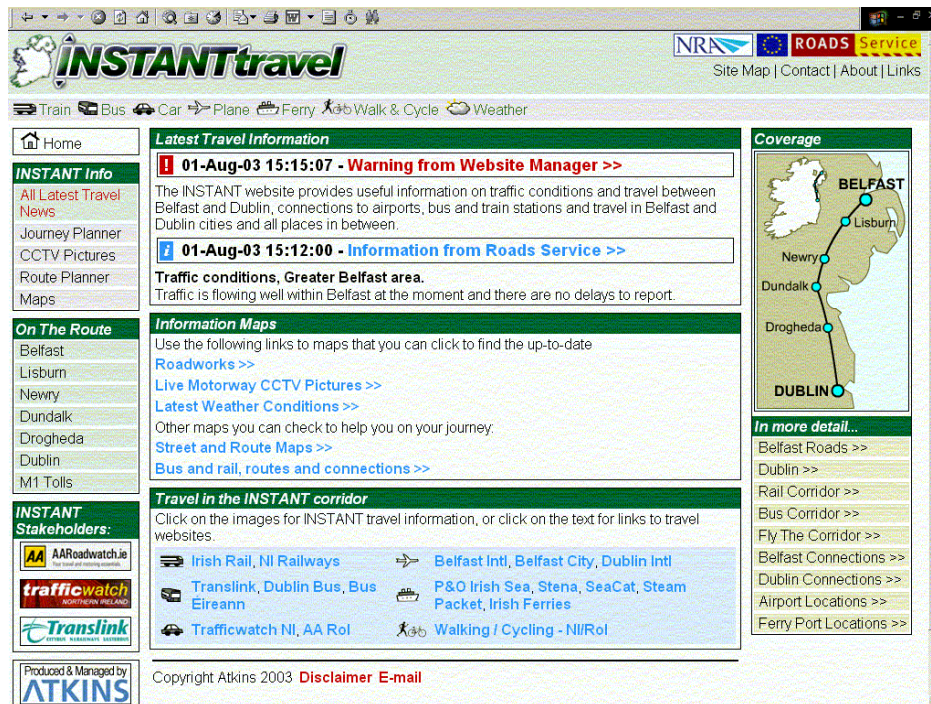 iNSTANTtravel
NRA
ROADS Service
Site Map | Contact | About | Links
Train Bus Car Plane Ferry Walk & Cycle Weather
Home
INSTANT Info
All Latest Travel
News
Journey Planner
CCTV Pictures
Route Planner
Maps
On The Route
Belfast
Lisburn
Newry
Dundalk
Drogheda
Dublin
M1 Tolls
INSTANT
Stakeholders:
AA AARoadwatch.ie
trafficwatch
NORTHERN IRELAND
Translink
Produced & Managed by
ATKINS
Latest Travel Information
! 01-Aug-03 15:15:07 - Warning from Website Manager >>
The INSTANT website provides useful information on traffic conditions and travel between
Belfast and Dublin, connections to airports, bus and train stations and travel in Belfast and
Dublin cities and all places in between.
i 01-Aug-03 15:12:00 - Information from Roads Service >>
Traffic conditions, Greater Belfast area.
Traffic is flowing well within Belfast at the moment and there are no delays to report.
Information Maps
Use the following links to maps that you can click to find the up-to-date
Roadworks >>
Live Motorway CCTV Pictures >>
Latest Weather Conditions >>
Other maps you can check to help you on your journey:
Street and Route Maps >>
Bus and rail, routes and connections >>
Travel in the INSTANT corridor
Click on the images for INSTANT travel information, or click on the text for links to travel
websites.
Irish Rail, NI Railways
Belfast Intl, Belfast City, Dublin Intl
Translink, Dublin Bus, Bus
Éireann
P&O Irish Sea, Stena, SeaCat, Steam
Packet, Irish Ferries
Trafficwatch NI, AA RoI
Walking / Cycling - NI/RoI
Copyright Atkins 2003 Disclaimer E-mail
Coverage
BELFAST
Lisburn
Newry
Dundalk
Drogheda
DUBLIN
In more detail...
Belfast Roads >>
Dublin >>
Rail Corridor >>
Bus Corridor >>
Fly The Corridor >>
Belfast Connections >>
Dublin Connections >>
Airport Locations >>
Ferry Port Locations >>